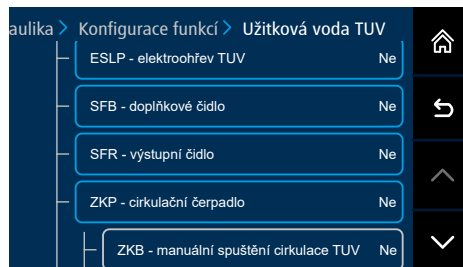 aulika > Konfigurace funkcí > Užitková voda TUV
ESLP - elektroohřev TUV Ne
SFB - doplňkové čidlo Ne
SFR - výstupní čidlo Ne
ZKP - cirkulační čerpadlo Ne
ZKB - manuální spuštění cirkulace TUV Ne